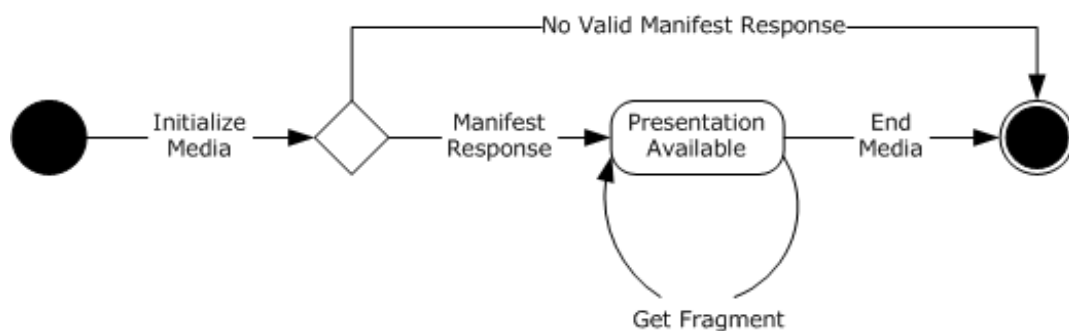 No Valid Manifest Response
Initialize
Media
Manifest
Response
Presentation
Available
End
Media
Get Fragment